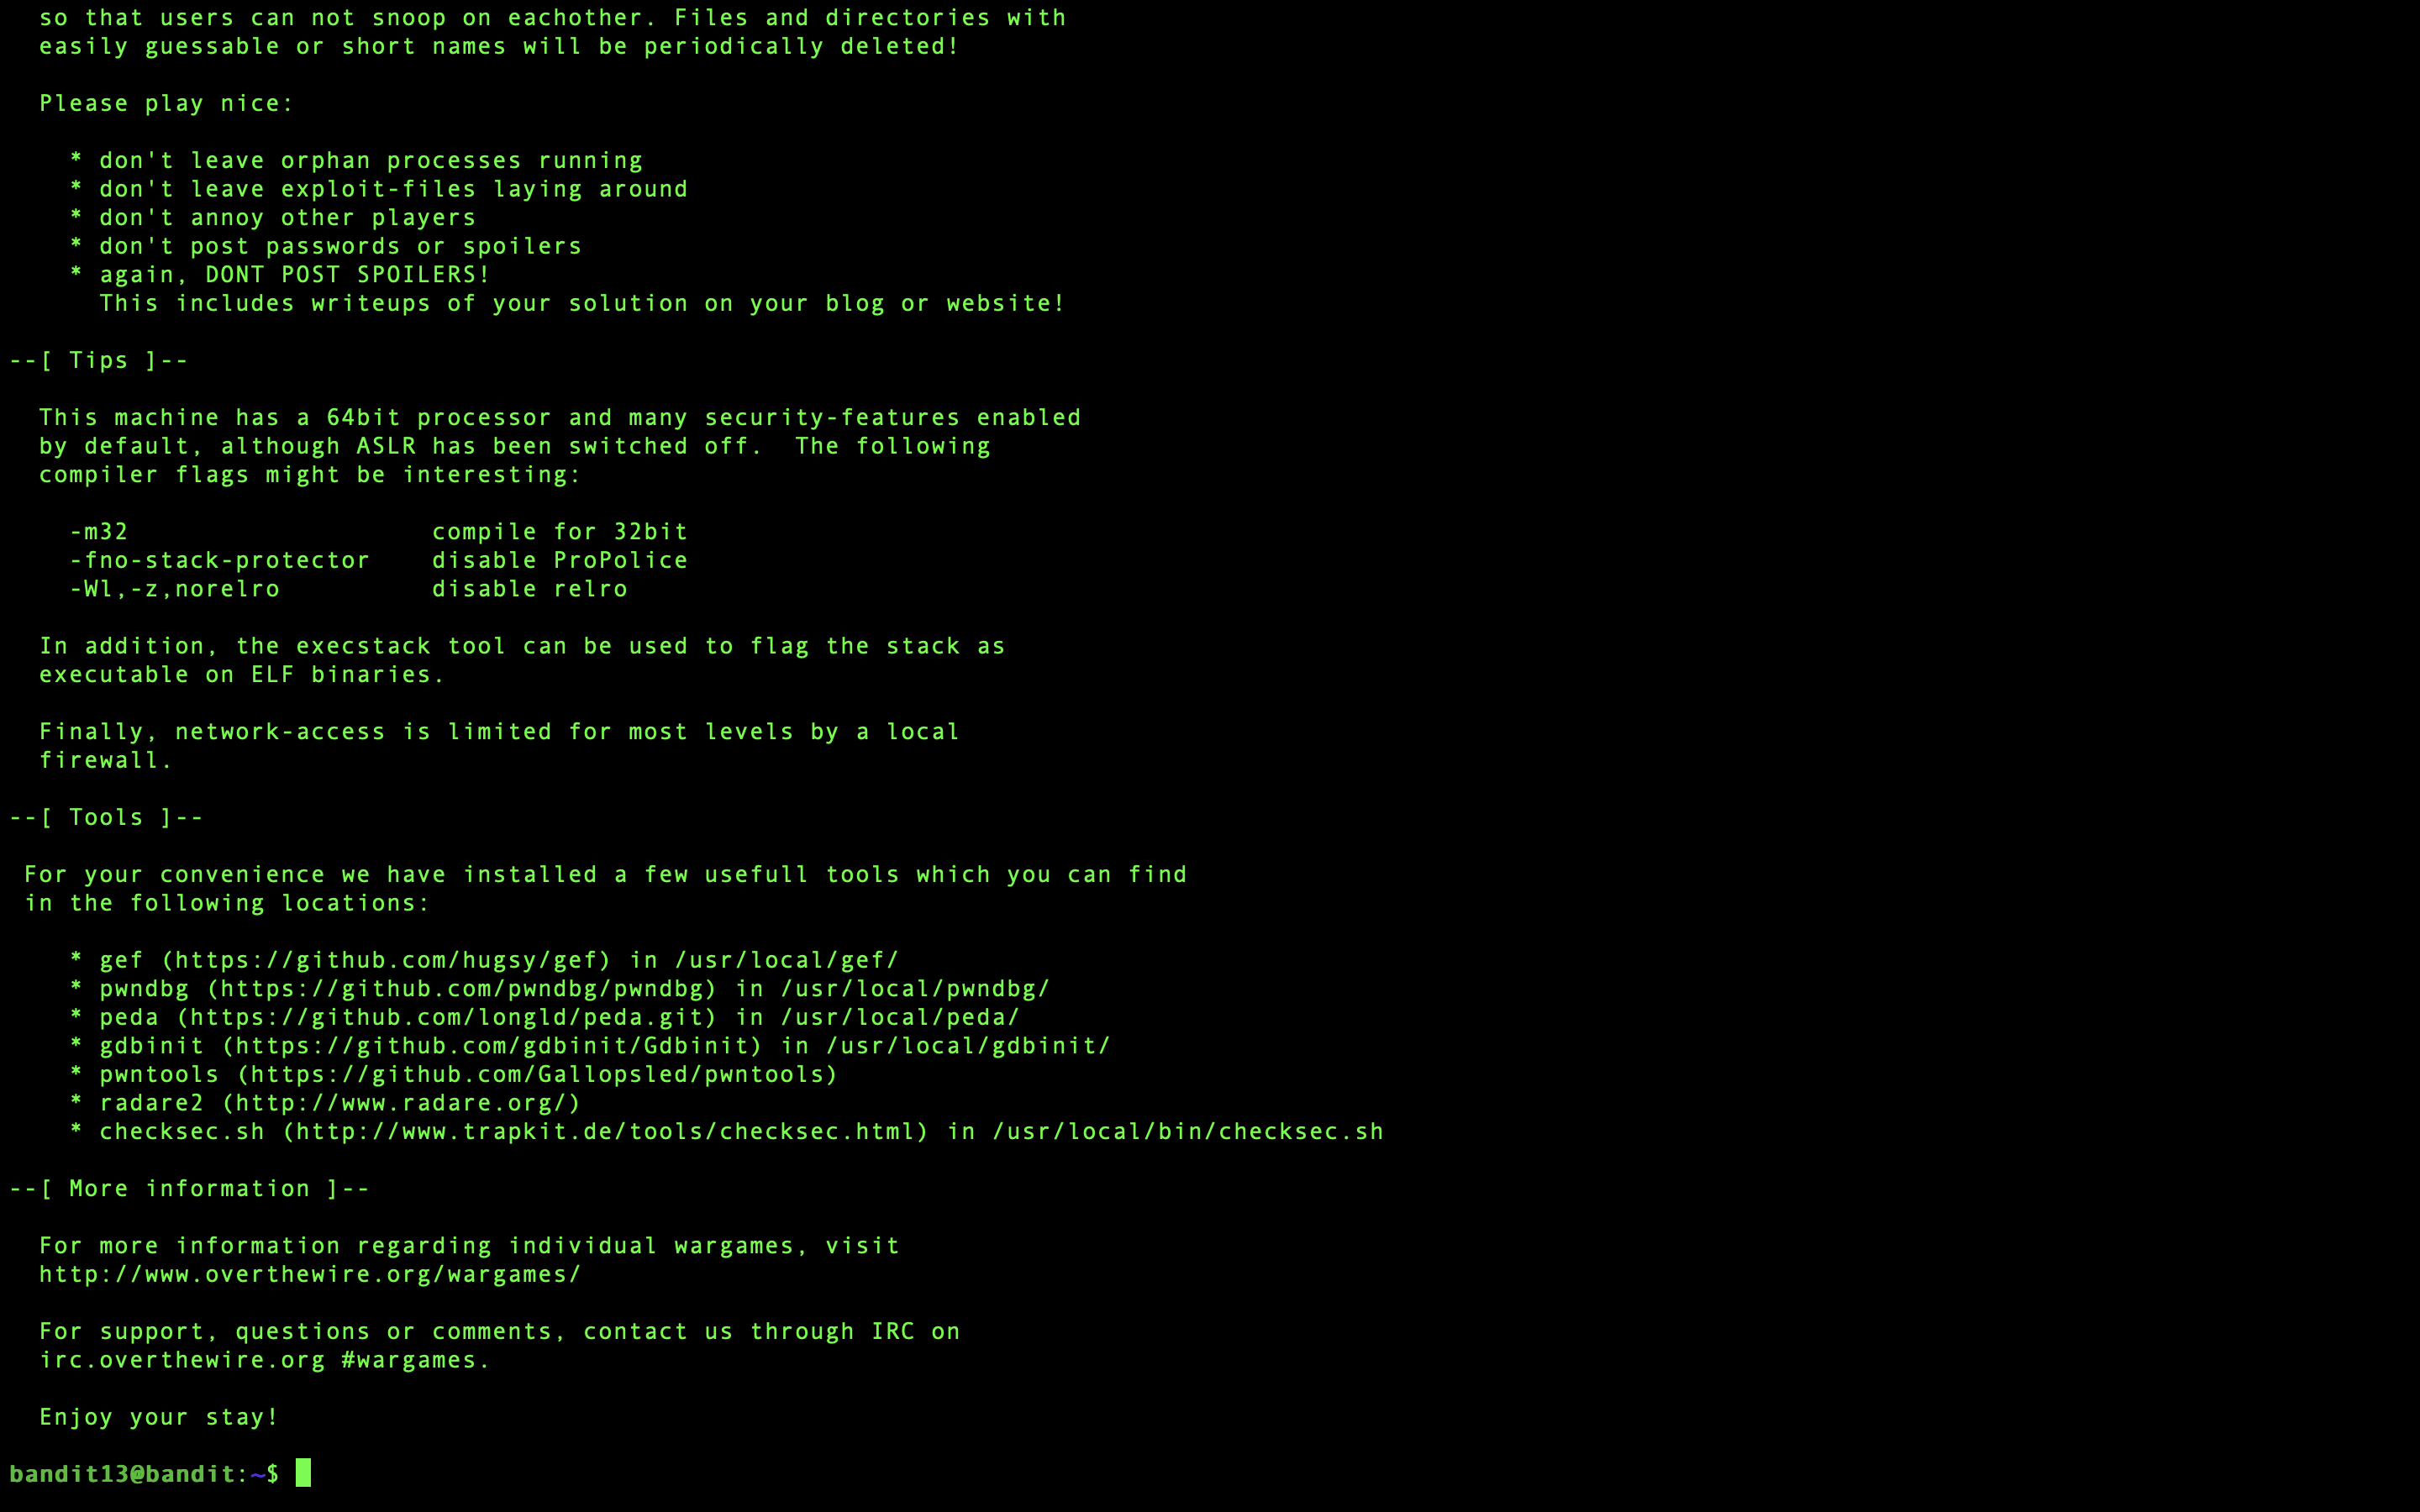 so that users can not snoop on eachother. Files and directories with
easily guessable or short names will be periodically deleted!
Please play nice:
* don't leave orphan processes running
* don't leave exploit-files laying around
* don't annoy other players
* don't post passwords or spoilers
* again, DONT POST SPOILERS!
This includes writeups of your solution on your blog or website!
--[ Tips ]--
This machine has a 64bit processor and many security-features enabled
by default, although ASLR has been switched off.  The following
compiler flags might be interesting:
-m32                    compile for 32bit
-fno-stack-protector    disable ProPolice
-Wl,-z,norelro          disable relro
In addition, the execstack tool can be used to flag the stack as
executable on ELF binaries.
Finally, network-access is limited for most levels by a local
firewall.
--[ Tools ]--
For your convenience we have installed a few usefull tools which you can find
in the following locations:
* gef (https://github.com/hugsy/gef) in /usr/local/gef/
* pwndbg (https://github.com/pwndbg/pwndbg) in /usr/local/pwndbg/
* peda (https://github.com/longld/peda.git) in /usr/local/peda/
* gdbinit (https://github.com/gdbinit/Gdbinit) in /usr/local/gdbinit/
* pwntools (https://github.com/Gallopsled/pwntools)
* radare2 (http://www.radare.org/)
* checksec.sh (http://www.trapkit.de/tools/checksec.html) in /usr/local/bin/checksec.sh
--[ More information ]--
For more information regarding individual wargames, visit
http://www.overthewire.org/wargames/
For support, questions or comments, contact us through IRC on
irc.overthewire.org #wargames.
Enjoy your stay!
bandit13@bandit:~$